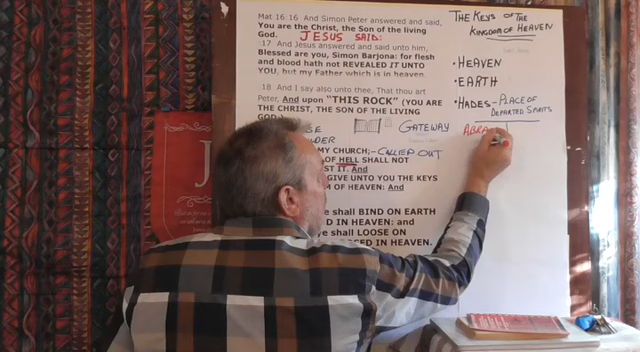 Mat 16:16 And Simon Peter answered and said,
You are the Christ, the Son of the living
God. JESUS SAID:
17 And Jesus answered and said unto him,
Blessed are you, Simon Barjona: for flesh
and blood hath not REVEALED IT UNTO
YOU, but my Father which is in heaven
18 And I say also unto thee, That thou art
Peter, And upon "THIS ROCK" (YOU ARE
THE CHRIST, THE SON OF THE LIVING
MY CHURCH;-CALLED OUT
OF HELL SHALL NOT
IT. And
GIVE UNTO YOU THE KEYS
OF HEAVEN: And
shall BIND ON EARTH
IN HEAVEN: and
shall LOOSE ON
IN HEAVEN.
THE KEYS OF THE
KINGDOM OF HEAVEN
• HEAVEN
• EARTH
• HADES - PLACE OF
DEPARTED SPIRITS
GATEWAY
ABRA
J